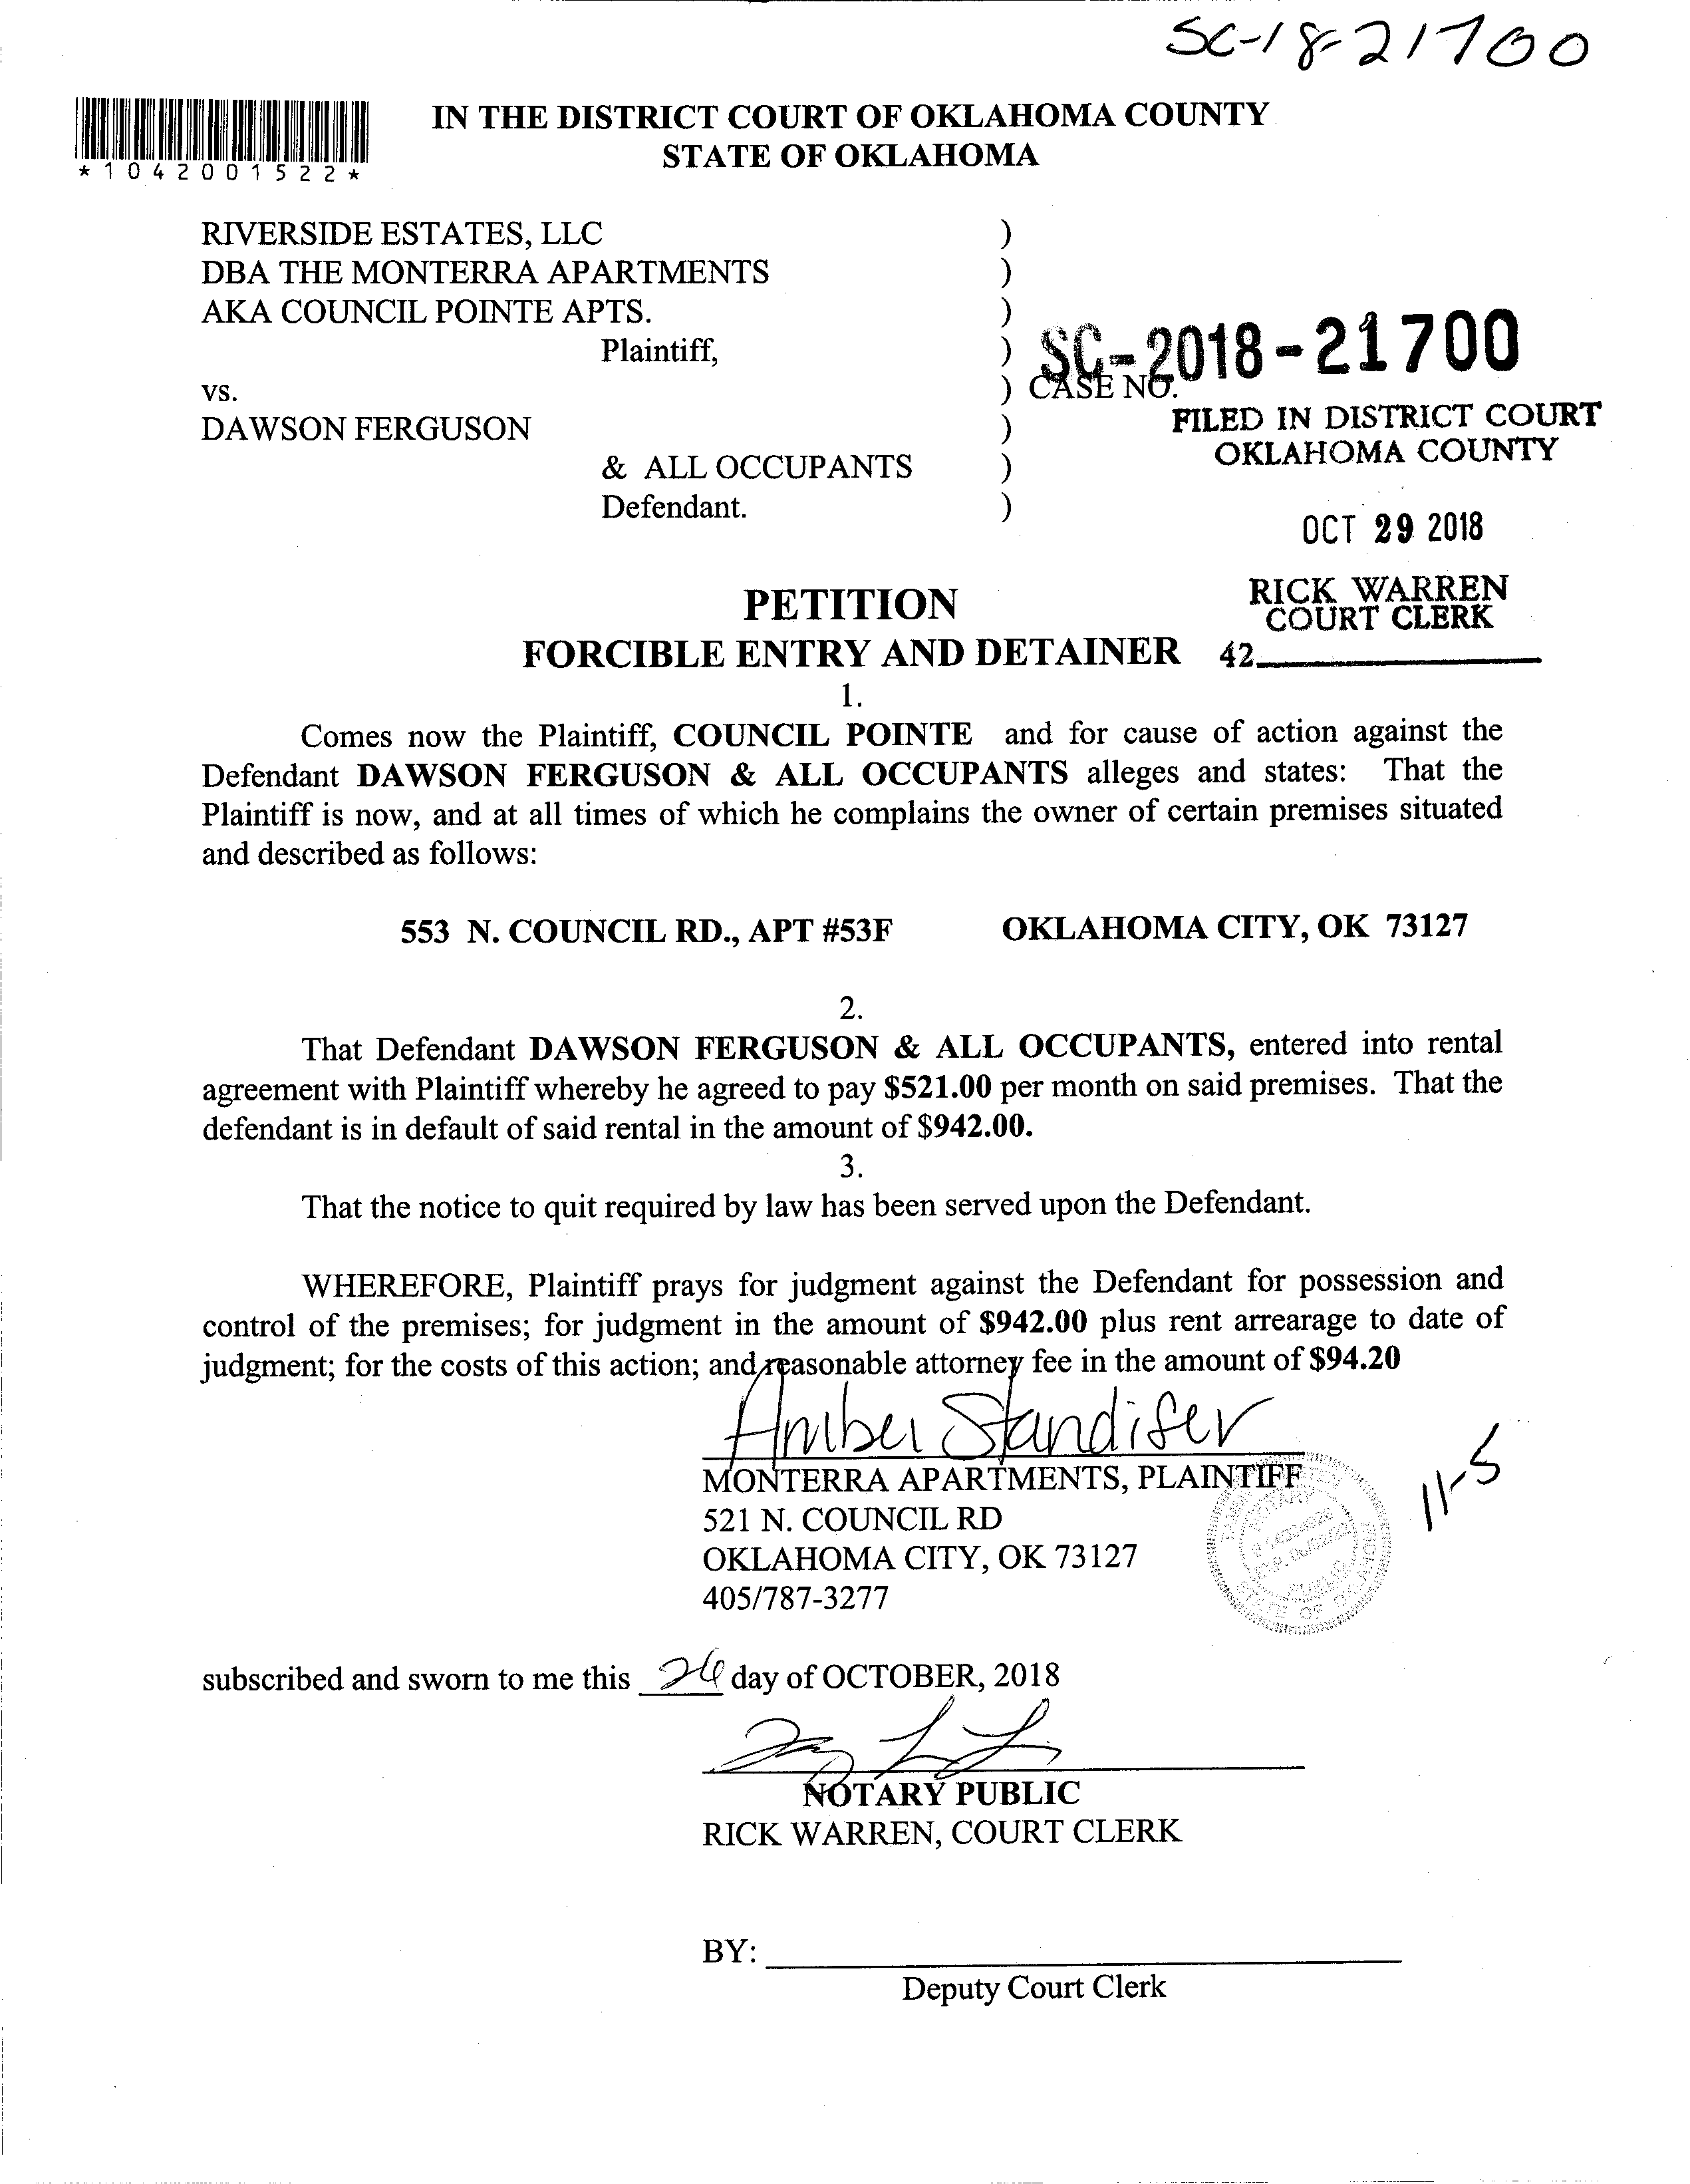 SC-18-21700
IN THE DISTRICT COURT OF OKLAHOMA COUNTY
STATE OF OKLAHOMA
*1042001522*
RIVERSIDE ESTATES, LLC )
DBA THE MONTERRA APARTMENTS )
AKA COUNCIL POINTE APTS. )
Plaintiff, ) SC-2018-21700
vs. ) CASE NO.
DAWSON FERGUSON ) FILED IN DISTRICT COURT
& ALL OCCUPANTS ) OKLAHOMA COUNTY
Defendant. )
OCT 29 2018
PETITION
RICK WARREN
COURT CLERK
FORCIBLE ENTRY AND DETAINER 42
1.
Comes now the Plaintiff, COUNCIL POINTE and for cause of action against the
Defendant DAWSON FERGUSON & ALL OCCUPANTS alleges and states: That the
Plaintiff is now, and at all times of which he complains the owner of certain premises situated
and described as follows:
553 N. COUNCIL RD., APT #53F OKLAHOMA CITY, OK 73127
2.
That Defendant DAWSON FERGUSON & ALL OCCUPANTS, entered into rental
agreement with Plaintiff whereby he agreed to pay $521.00 per month on said premises. That the
defendant is in default of said rental in the amount of $942.00.
3.
That the notice to quit required by law has been served upon the Defendant.
WHEREFORE, Plaintiff prays for judgment against the Defendant for possession and
control of the premises; for judgment in the amount of $942.00 plus rent arrearage to date of
judgment; for the costs of this action; and reasonable attorney fee in the amount of $94.20
Amber Standifer
MONTERRA APARTMENTS, PLAINTIFF
521 N. COUNCIL RD
OKLAHOMA CITY, OK 73127
405/787-3277
11-5
NOTARY
PUBLIC
STATE OF OKLAHOMA
subscribed and sworn to me this 26 day of OCTOBER, 2018
NOTARY PUBLIC
RICK WARREN, COURT CLERK
BY:
Deputy Court Clerk